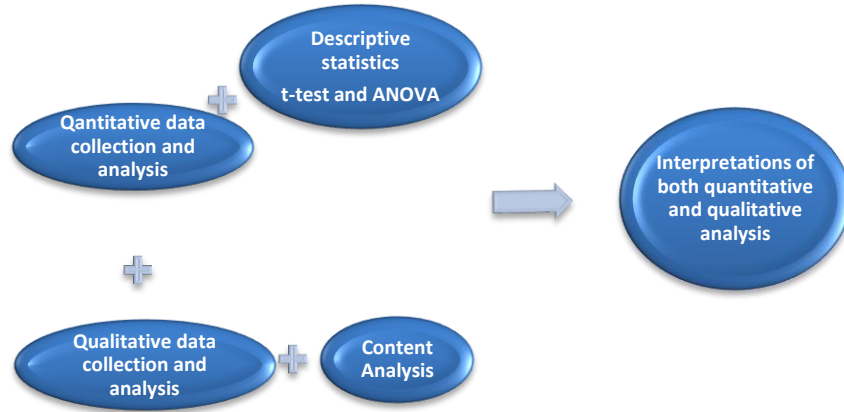 Descriptive
statistics
t-test and ANOVA
Qantitative data
collection and
analysis
Interpretations of
both quantitative
and qualitative
analysis
Qualitative data
collection and
analysis
Content
Analysis